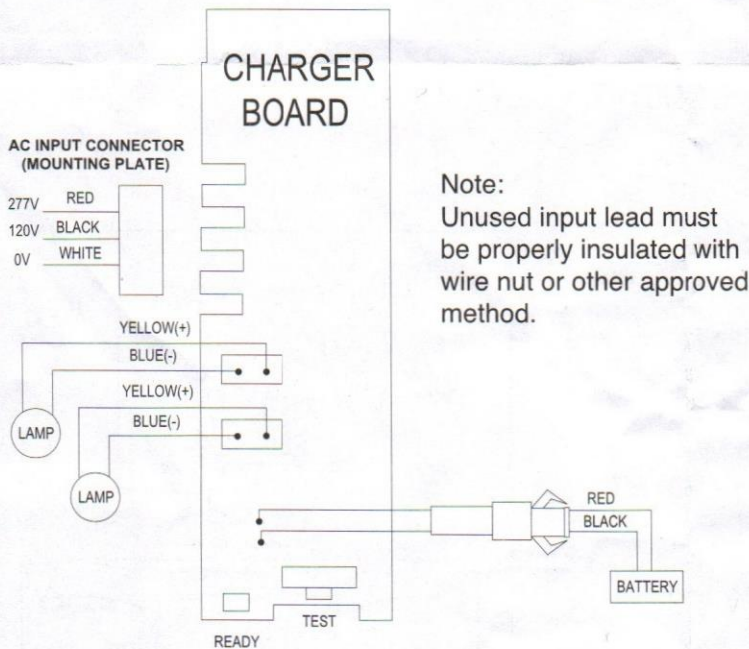 CHARGER
BOARD
AC INPUT CONNECTOR
(MOUNTING PLATE)
277V RED
120V BLACK
0V WHITE
Note:
Unused input lead must
be properly insulated with
wire nut or other approved
method.
YELLOW(+)
BLUE(-)
YELLOW(+)
BLUE(-)
LAMP
LAMP
RED
BLACK
BATTERY
TEST
READY